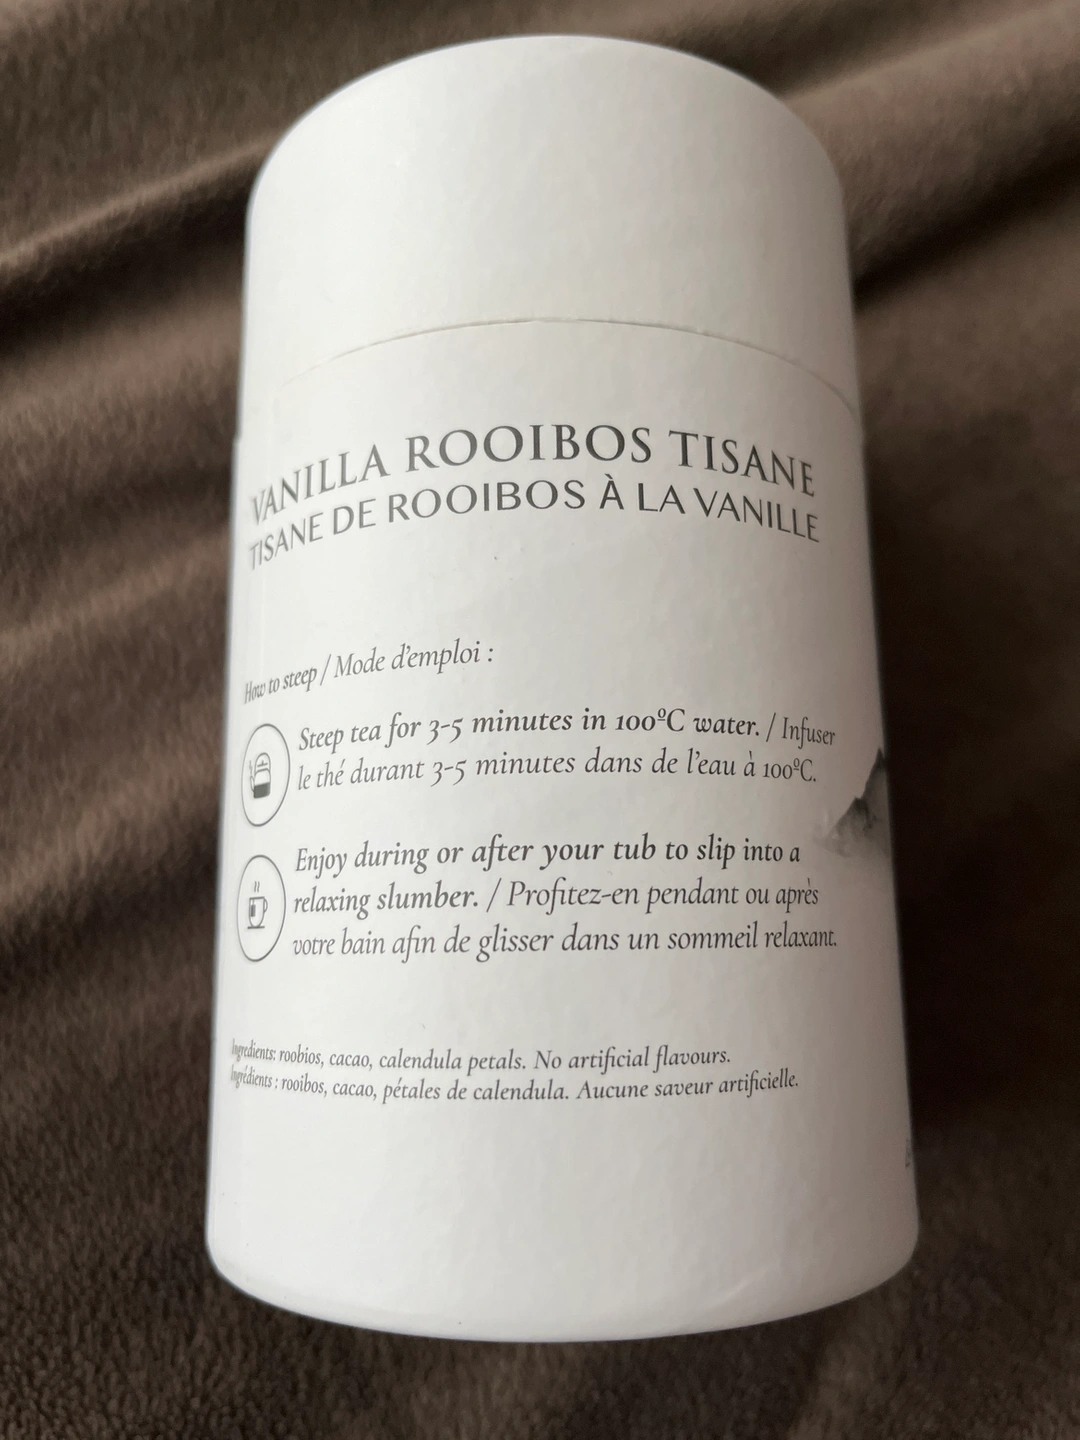 VANILLA ROOIBOS TISANE
TISANE DE ROOIBOS À LA VANILLE
How to steep / Mode d'emploi :
Steep tea for 3-5 minutes in 100ºC water. / Infuser
le thé durant 3-5 minutes dans de l'eau à 100ºC.
Enjoy during or after your tub to slip into a
relaxing slumber. / Profitez-en pendant ou après
votre bain afin de glisser dans un sommeil relaxant.
Ingredients: roobios, cacao, calendula petals. No artificial flavours.
Ingrédients : rooibos, cacao, pétales de calendula. Aucune saveur artificielle.